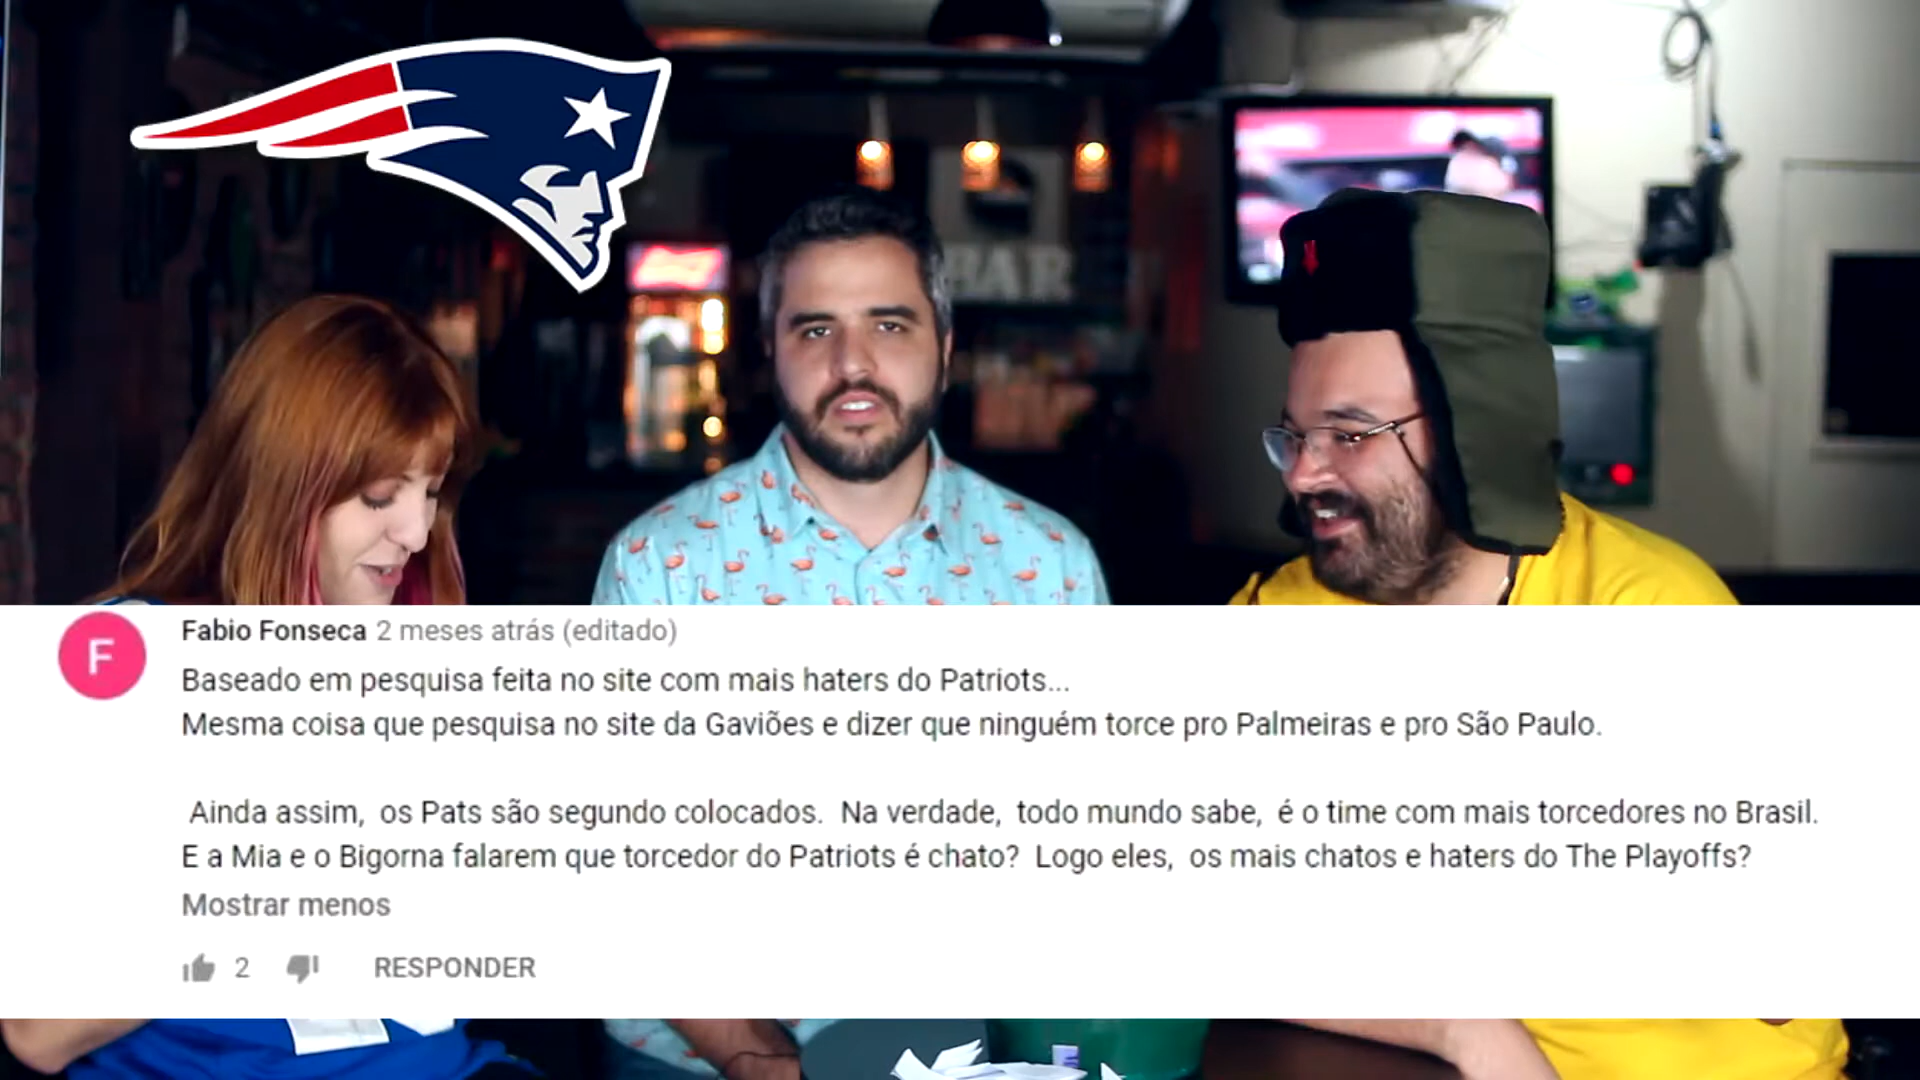 BAR
Fabio Fonseca 2 meses atrás (editado)
F
Baseado em pesquisa feita no site com mais haters do Patriots...
Mesma coisa que pesquisa no site da Gaviões e dizer que ninguém torce pro Palmeiras e pro São Paulo.
Ainda assim, os Pats são segundo colocados. Na verdade, todo mundo sabe, é o time com mais torcedores no Brasil.
E a Mia e o Bigorna falarem que torcedor do Patriots é chato? Logo eles, os mais chatos e haters do The Playoffs?
Mostrar menos
2 RESPONDER